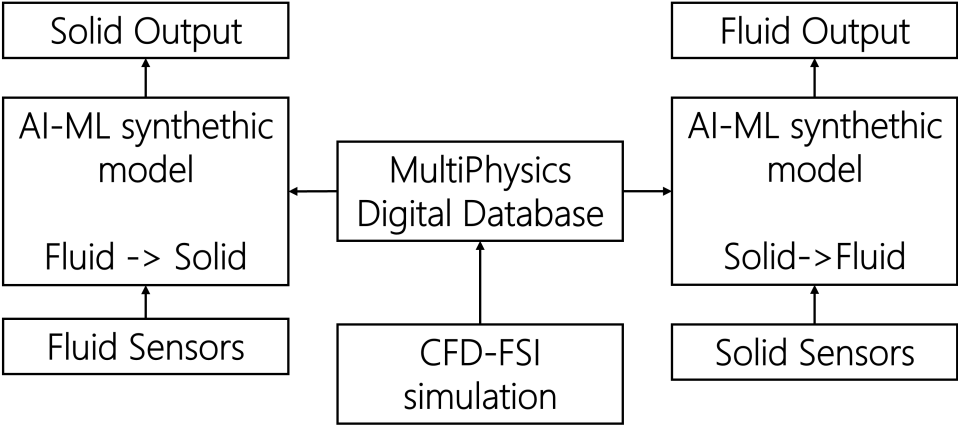 Solid Output
AI-ML synthethic
model
Fluid -> Solid
Fluid Sensors
MultiPhysics
Digital Database
CFD-FSI
simulation
Fluid Output
AI-ML synthethic
model
Solid->Fluid
Solid Sensors